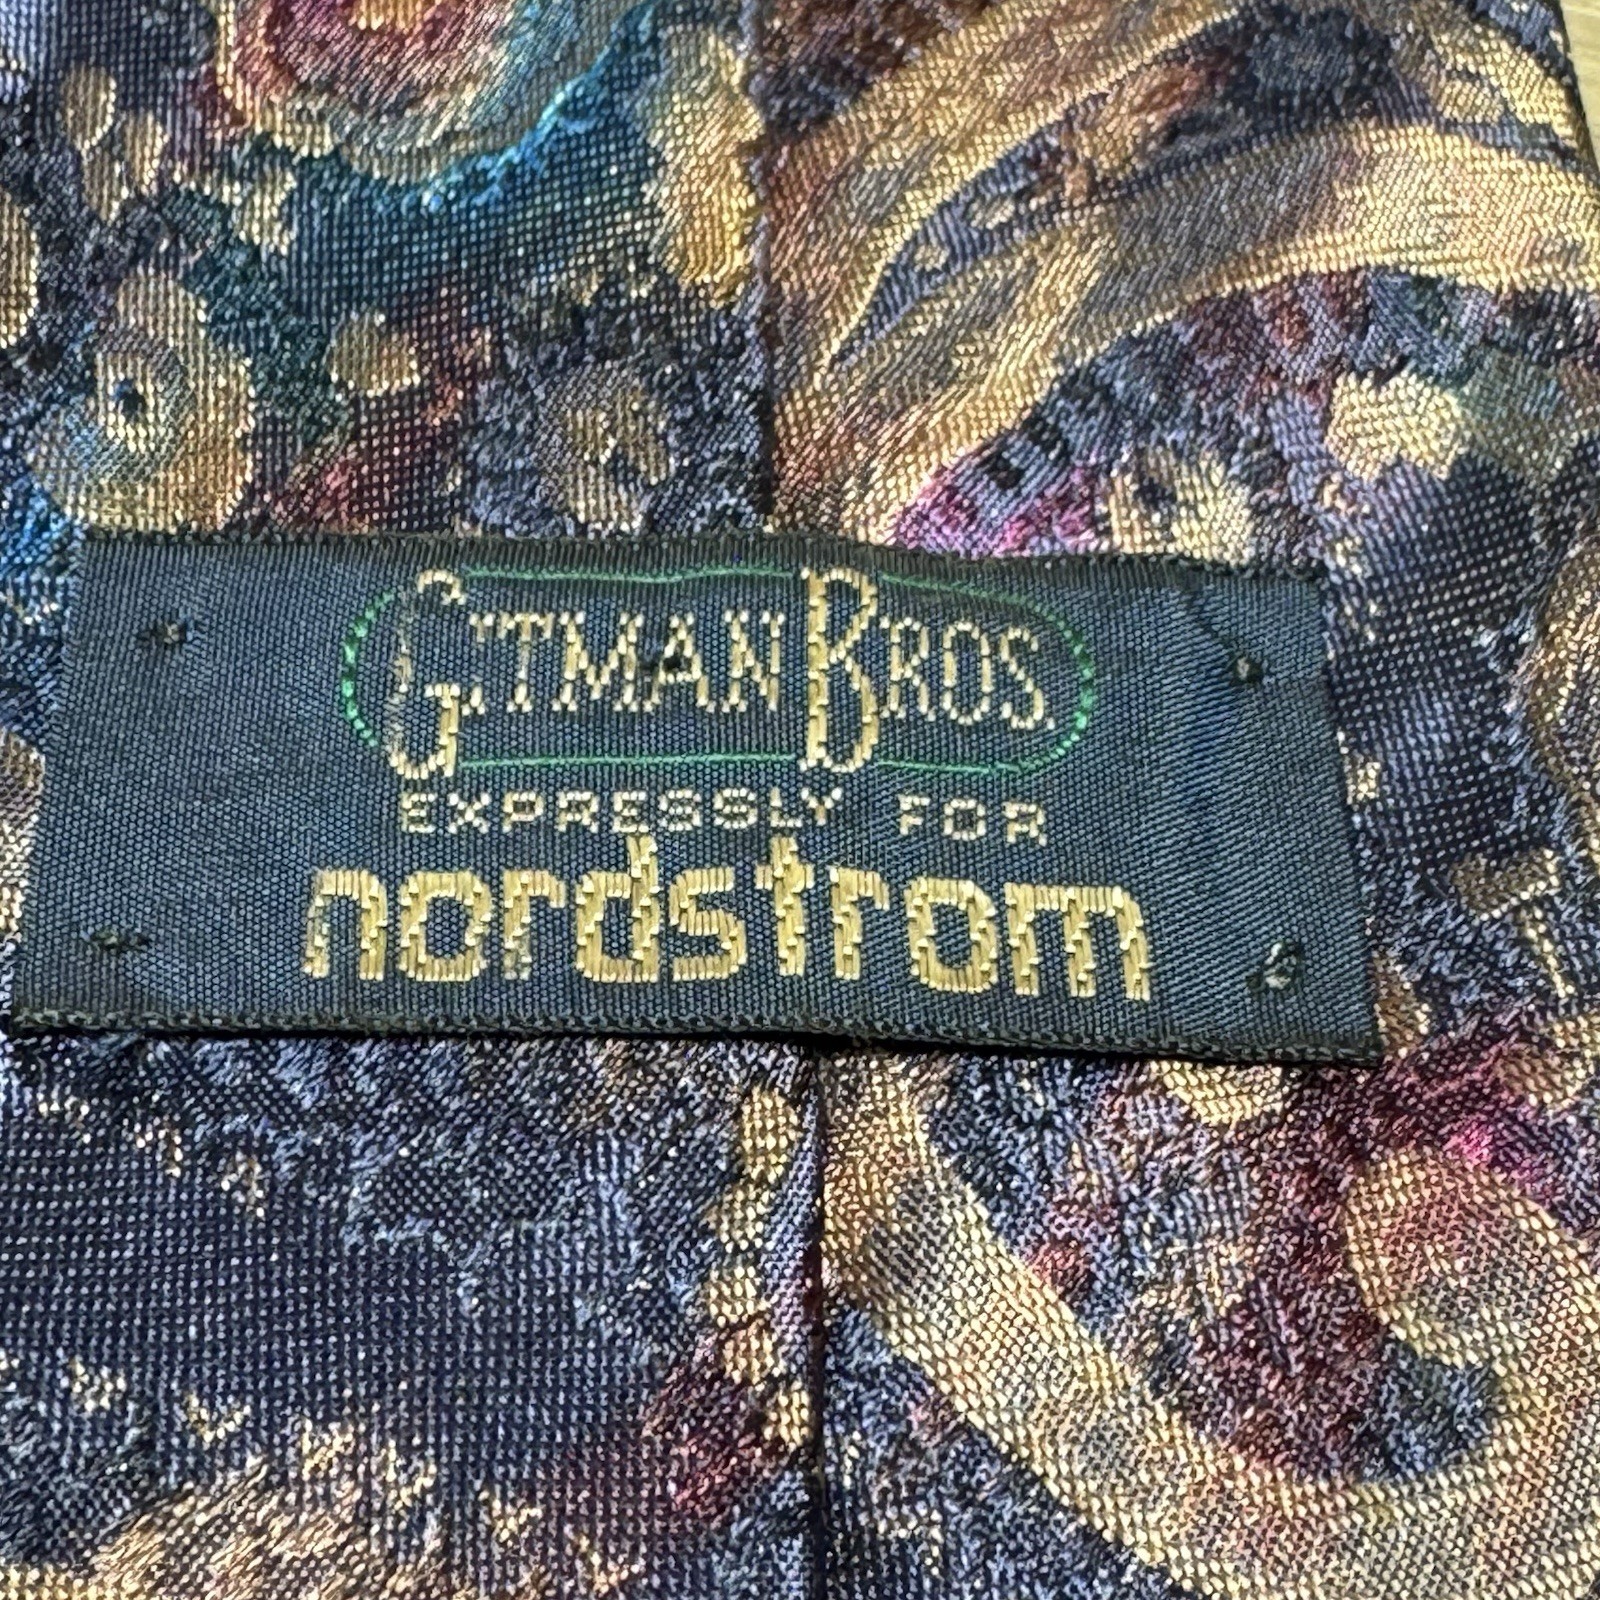 GITMAN BROS.
EXPRESSLY FOR
nordstrom